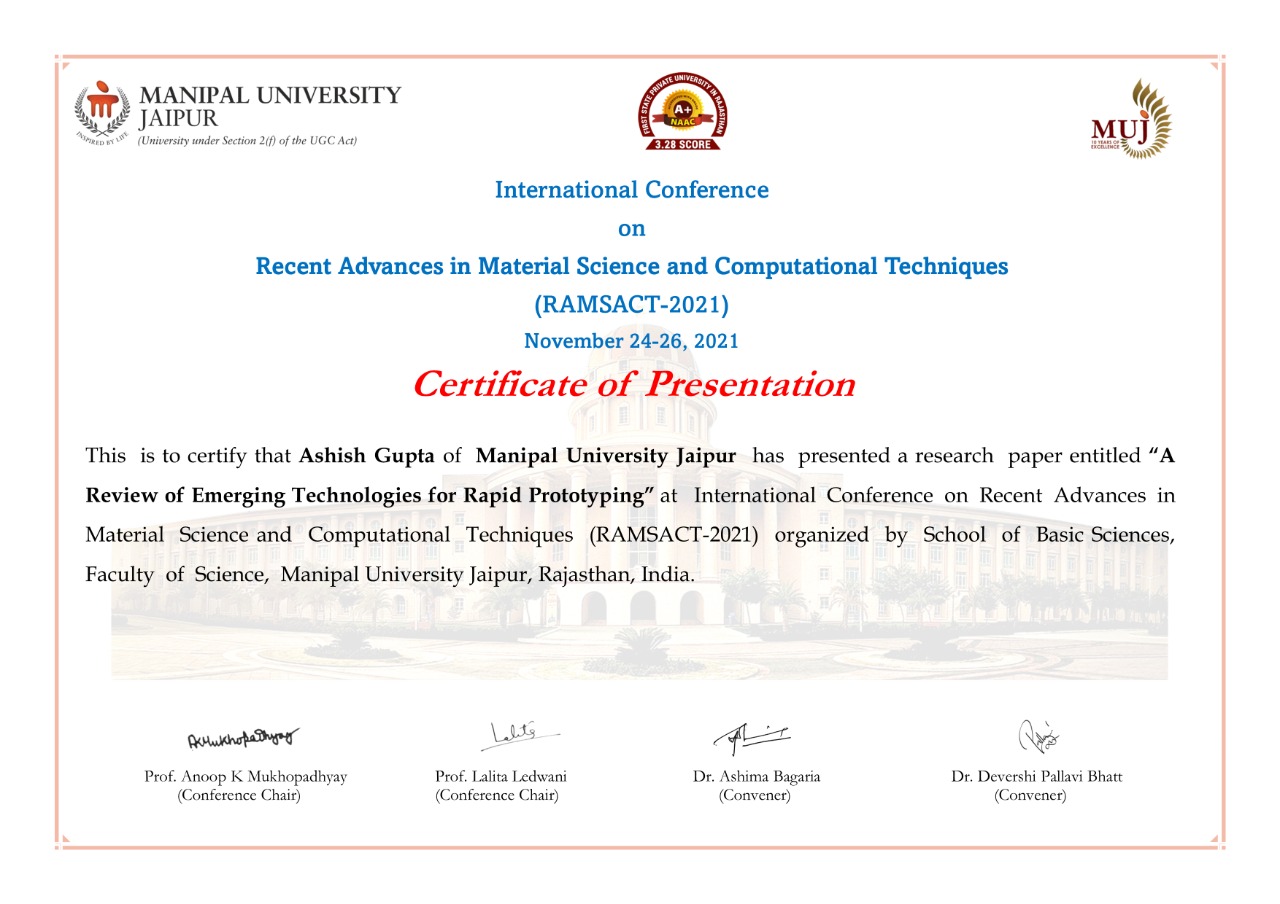 MANIPAL UNIVERSITY
JAIPUR
(University under Section 2(f) of the UGC Act)
INSPIRED BY LIFE
FIRST STATE PRIVATE UNIVERSITY IN RAJASTHAN
A+
NAAC
3.28 SCORE
MUJ
10 YEARS OF
EXCELLENCE
International Conference
on
Recent Advances in Material Science and Computational Techniques
(RAMSACT-2021)
November 24-26, 2021
Certificate of Presentation
This is to certify that Ashish Gupta of Manipal University Jaipur has presented a research paper entitled “A
Review of Emerging Technologies for Rapid Prototyping” at International Conference on Recent Advances in
Material Science and Computational Techniques (RAMSACT-2021) organized by School of Basic Sciences,
Faculty of Science, Manipal University Jaipur, Rajasthan, India.
AKMukhopadhyay
Lalita
Prof. Anoop K Mukhopadhyay
(Conference Chair)
Prof. Lalita Ledwani
(Conference Chair)
Dr. Ashima Bagaria
(Convener)
Dr. Devershi Pallavi Bhatt
(Convener)